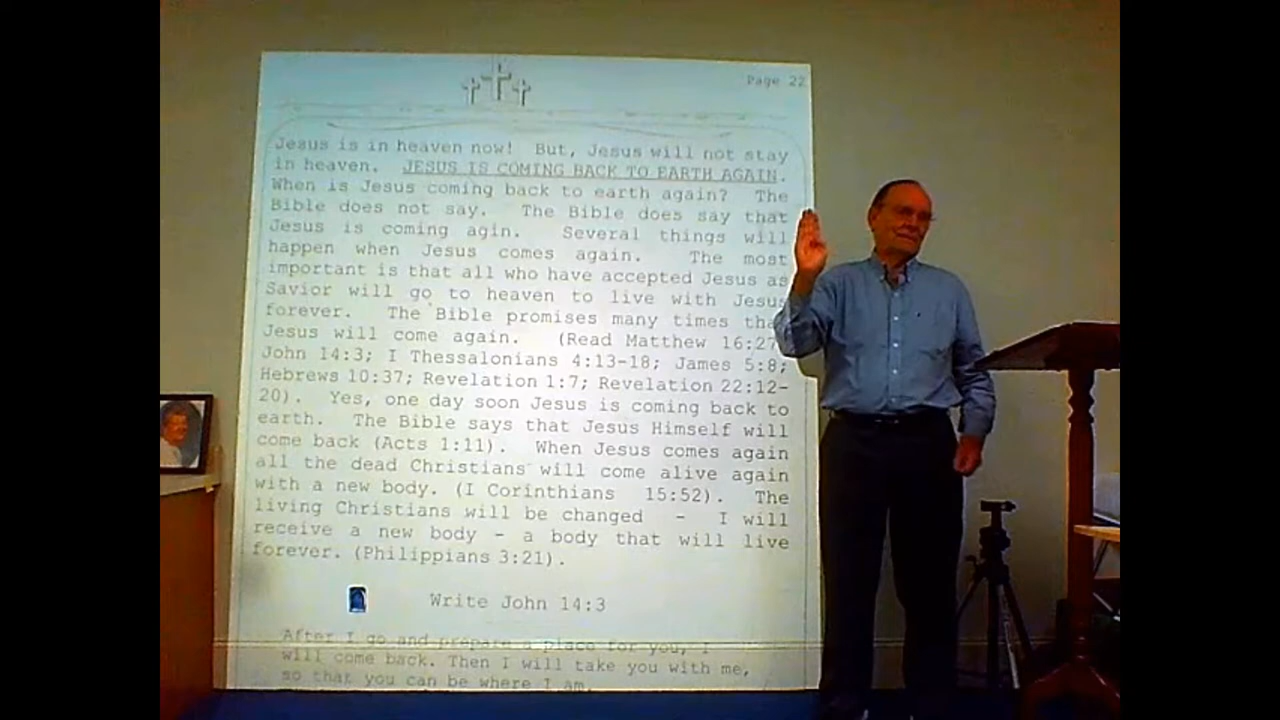 Page 22
Jesus is in heaven now! But, Jesus will not stay
in heaven. JESUS IS COMING BACK TO EARTH AGAIN.
When is Jesus coming back to earth again? The
Bible does not say. The Bible does say that
Jesus is coming agin. Several things will
happen when Jesus comes again. The most
important is that all who have accepted Jesus as
Savior will go to heaven to live with Jesus
forever. The Bible promises many times that
Jesus will come again. (Read Matthew 16:27;
John 14:3; I Thessalonians 4:13-18; James 5:8;
Hebrews 10:37; Revelation 1:7; Revelation 22:12-
20). Yes, one day soon Jesus is coming back to
earth. The Bible says that Jesus Himself will
come back (Acts 1:11). When Jesus comes again
all the dead Christians will come alive again
with a new body. (I Corinthians 15:52). The
living Christians will be changed - I will
receive a new body - a body that will live
forever. (Philippians 3:21).
Write John 14:3
After I go and prepare a place for you, I
will come back. Then I will take you with me,
so that you can be where I am.